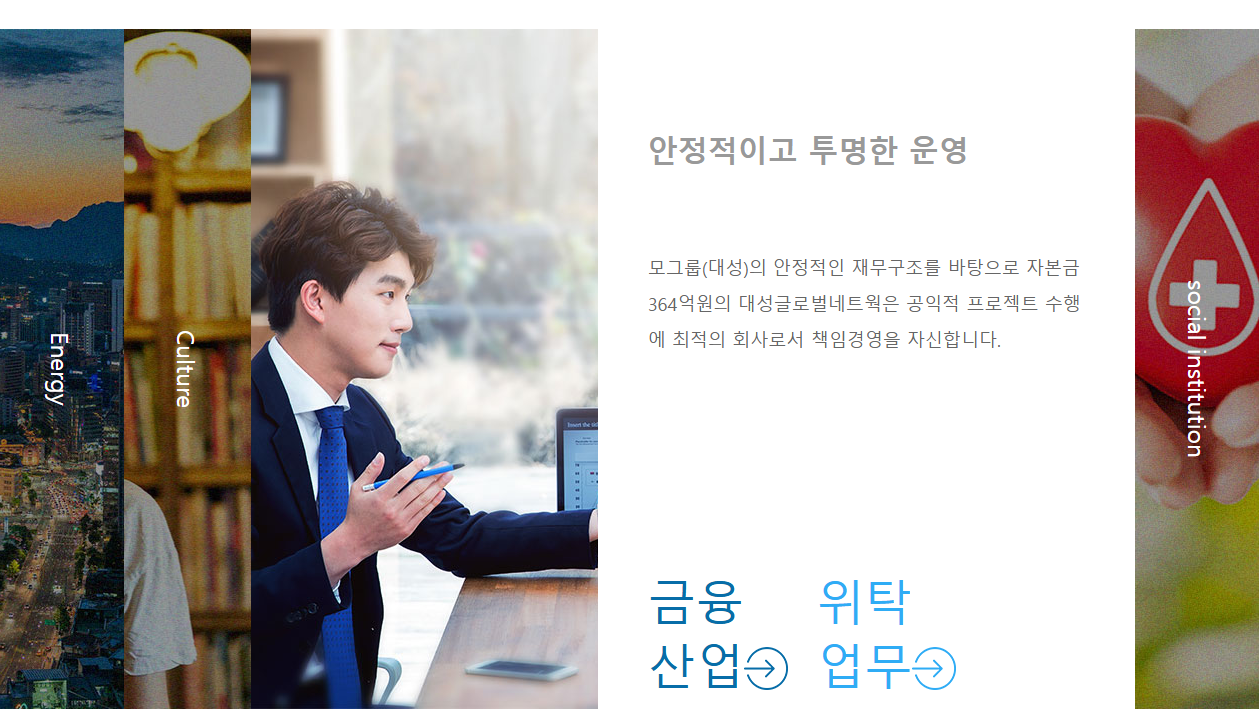 Energy
Culture
안정적이고 투명한 운영
모그룹(대성)의 안정적인 재무구조를 바탕으로 자본금
364억원의 대성글로벌네트웍은 공익적 프로젝트 수행
에 최적의 회사로서 책임경영을 자신합니다.
금융
산업
위탁
업무
social institution